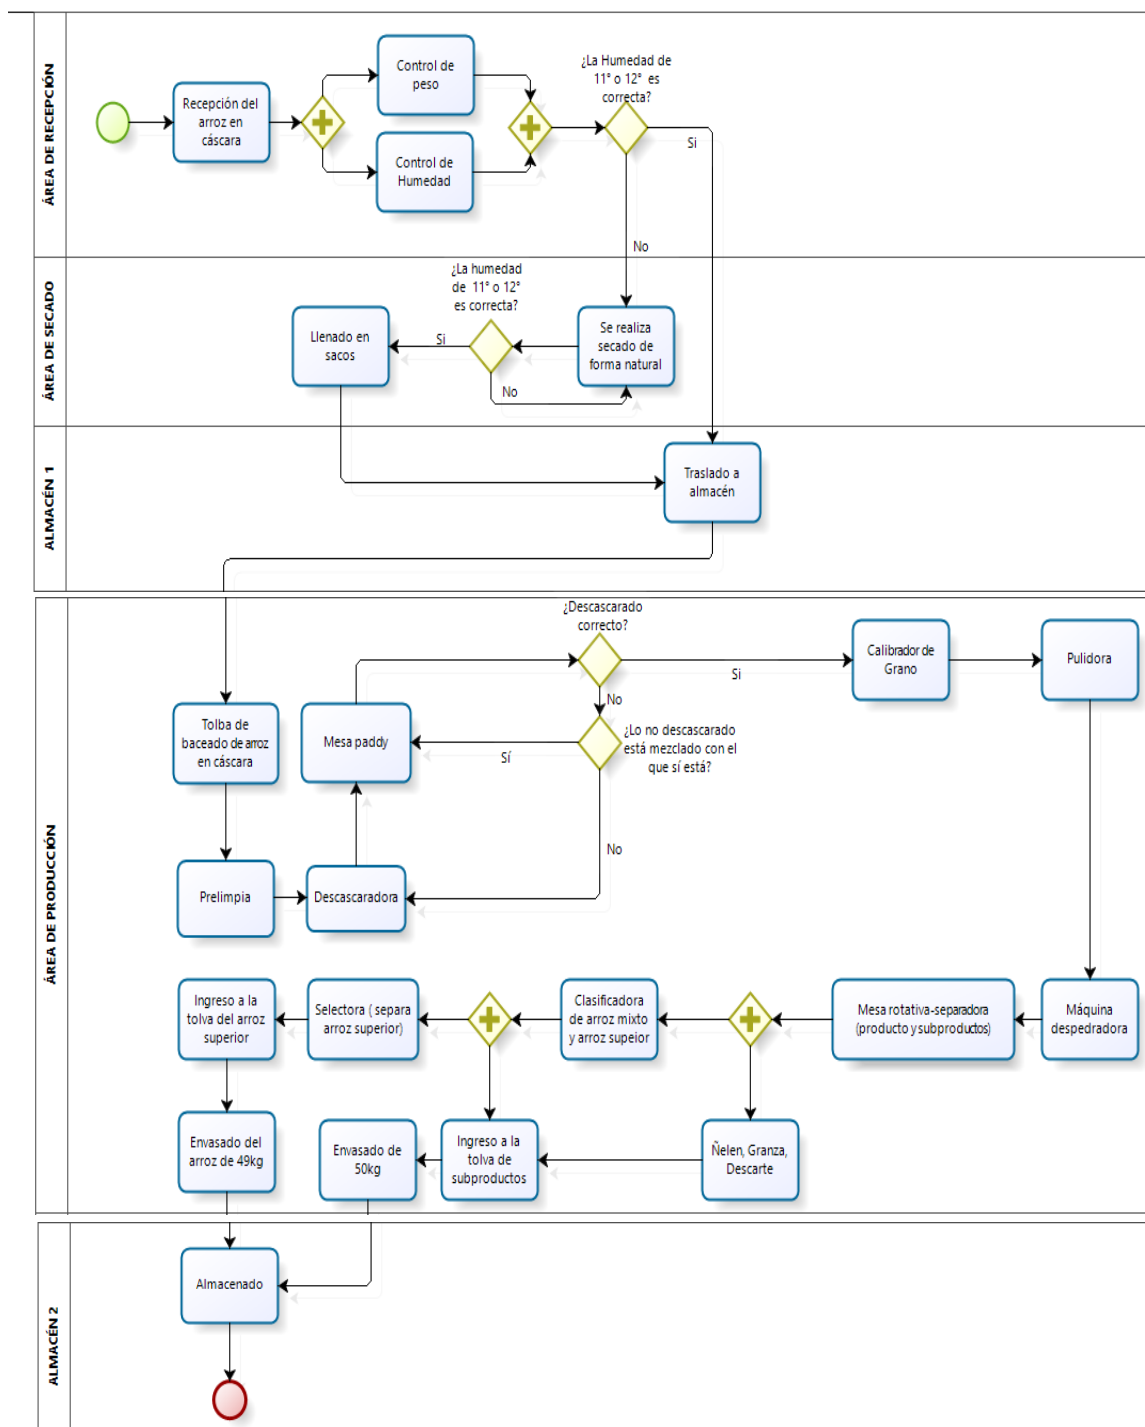 ÁREA DE RECEPCIÓN
Recepción del
arroz en
cáscara
Control de
peso
Control de
Humedad
¿La Humedad de
11° o 12° es
correcta?
Si
No
ÁREA DE SECADO
¿La humedad
de 11° o 12°
es correcta?
Llenado en
sacos
Si
No
Se realiza
secado de
forma natural
ALMACÉN 1
Traslado a
almacén
ÁREA DE PRODUCCIÓN
¿Descascarado
correcto?
Si
No
Calibrador de
Grano
Pulidora
Tolba de
baceado de arroz
en cáscara
Mesa paddy
¿Lo no descascarado
está mezclado con el
que sí está?
Sí
No
Prelimpia
Descascaradora
Ingreso a la
tolva del arroz
superior
Selectora ( separa
arroz superior)
Clasificadora
de arroz mixto
y arroz supeior
Mesa rotativa-separadora
(producto y subproductos)
Máquina
despedradora
Envasado del
arroz de 49kg
Envasado de
50kg
Ingreso a la
tolva de
subproductos
Ñelen, Granza,
Descarte
ALMACÉN 2
Almacenado